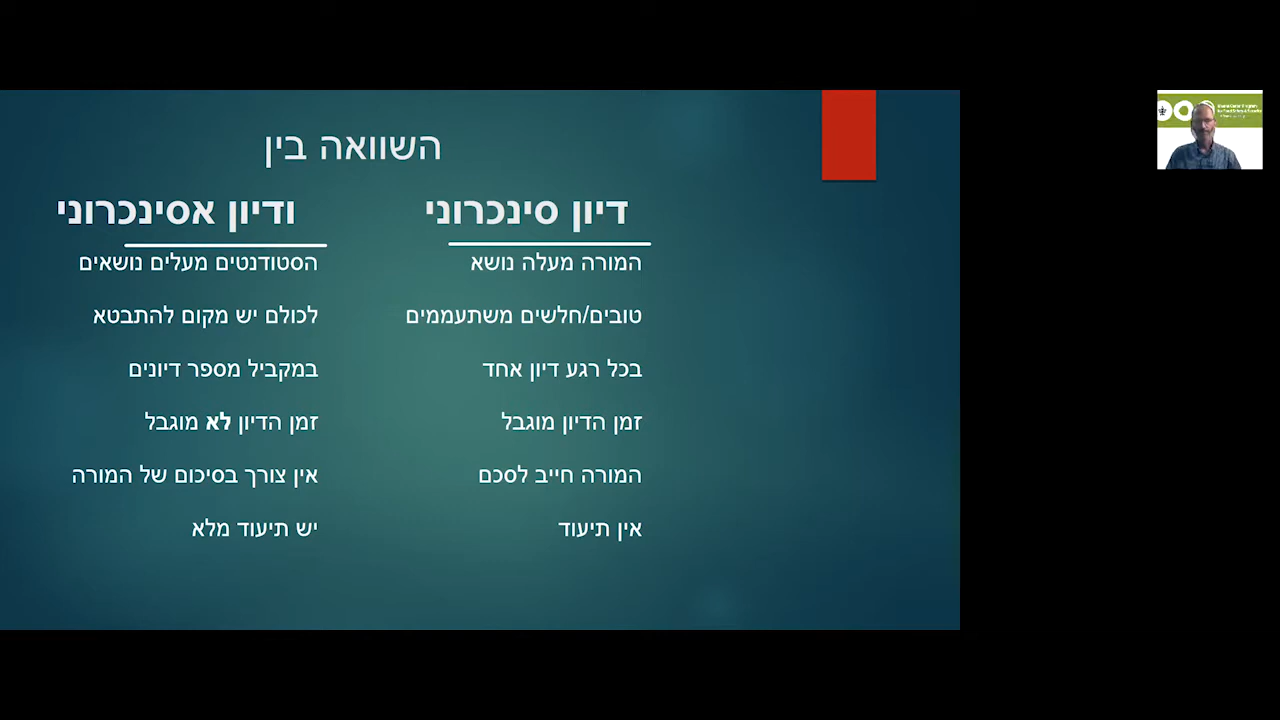 השוואה בין
דיון סינכרוני
ודיון אסינכרוני
המורה מעלה נושא
הסטודנטים מעלים נושאים
טובים/חלשים משתעממים
לכולם יש מקום להתבטא
בכל רגע דיון אחד
במקביל מספר דיונים
זמן הדיון מוגבל
זמן הדיון לא מוגבל
המורה חייב לסכם
אין צורך בסיכום של המורה
אין תיעוד
יש תיעוד מלא